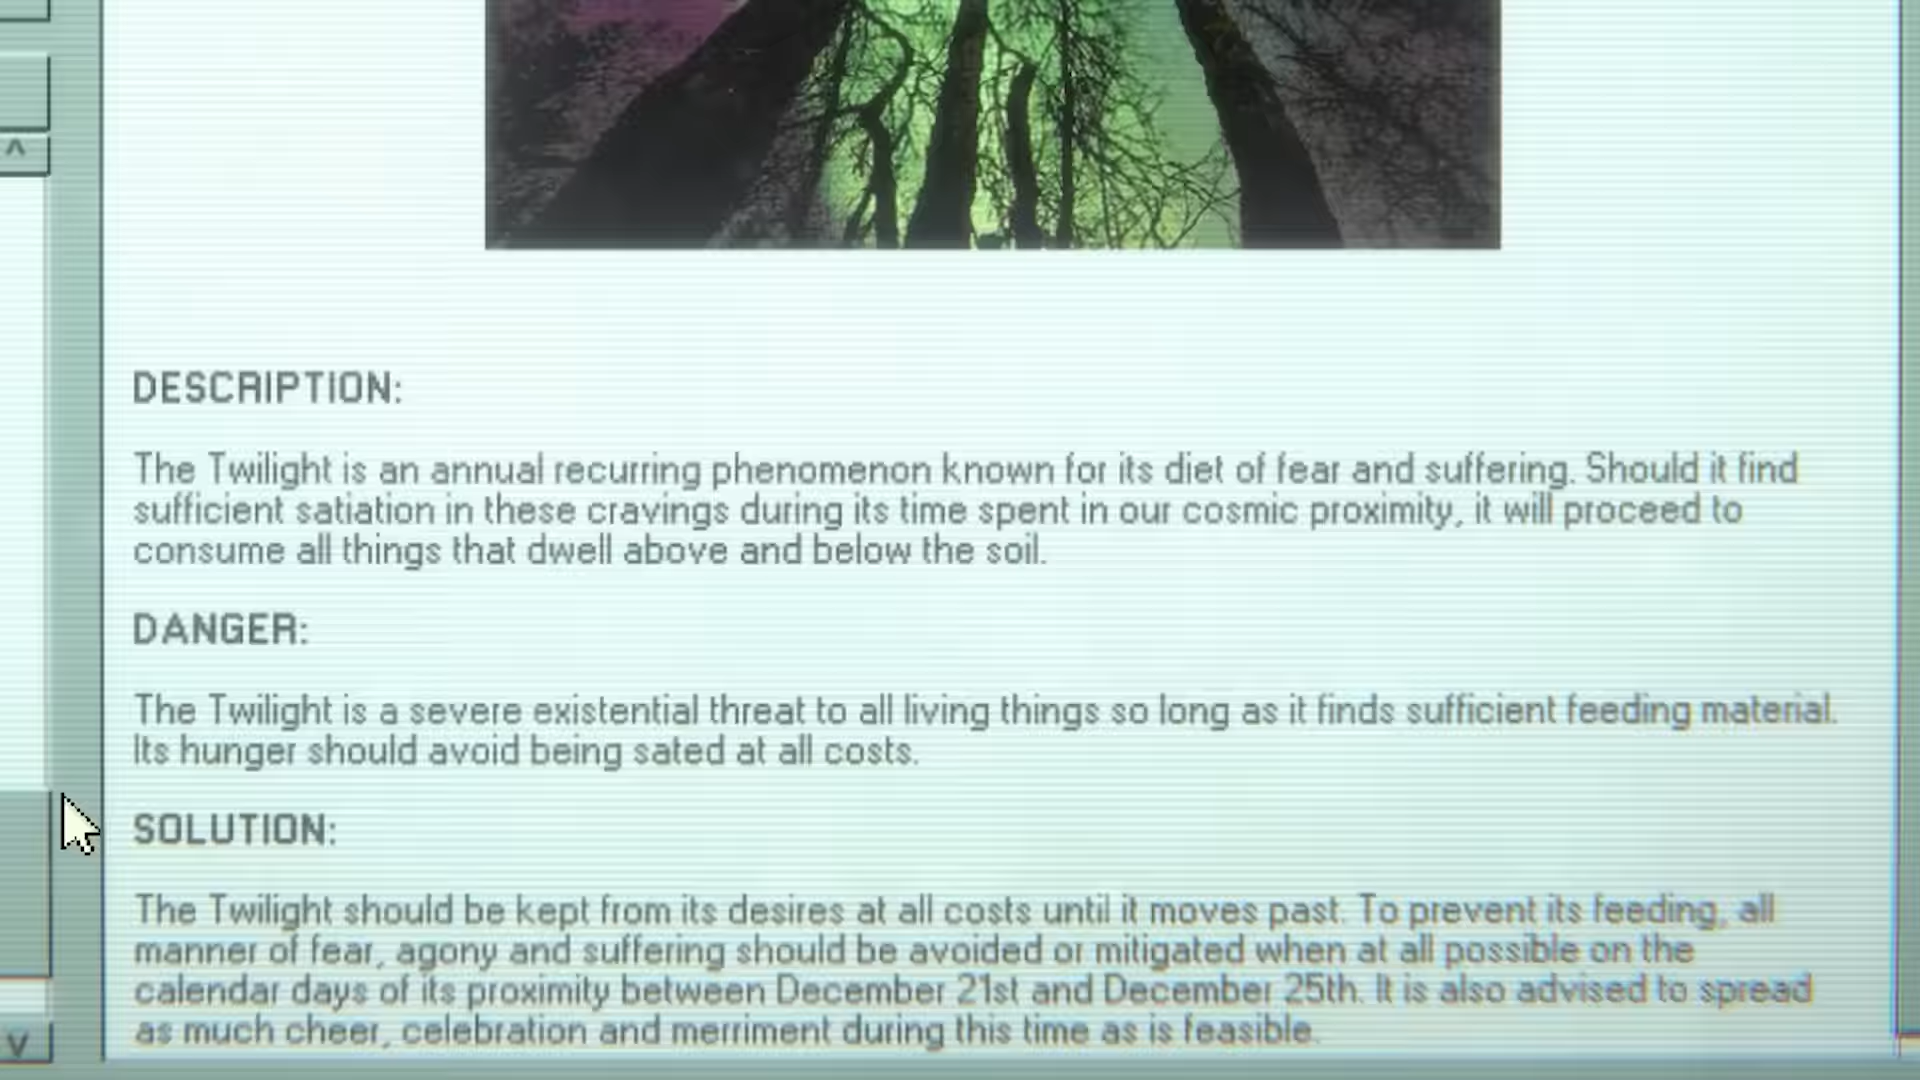 DESCRIPTION:
The Twilight is an annual recurring phenomenon known for its diet of fear and suffering. Should it find
sufficient satiation in these cravings during its time spent in our cosmic proximity, it will proceed to
consume all things that dwell above and below the soil.
DANGER:
The Twilight is a severe existential threat to all living things so long as it finds sufficient feeding material.
Its hunger should avoid being sated at all costs.
SOLUTION:
The Twilight should be kept from its desires at all costs until it moves past. To prevent its feeding, all
manner of fear, agony and suffering should be avoided or mitigated when at all possible on the
calendar days of its proximity between December 21st and December 25th. It is also advised to spread
as much cheer, celebration and merriment during this time as is feasible.